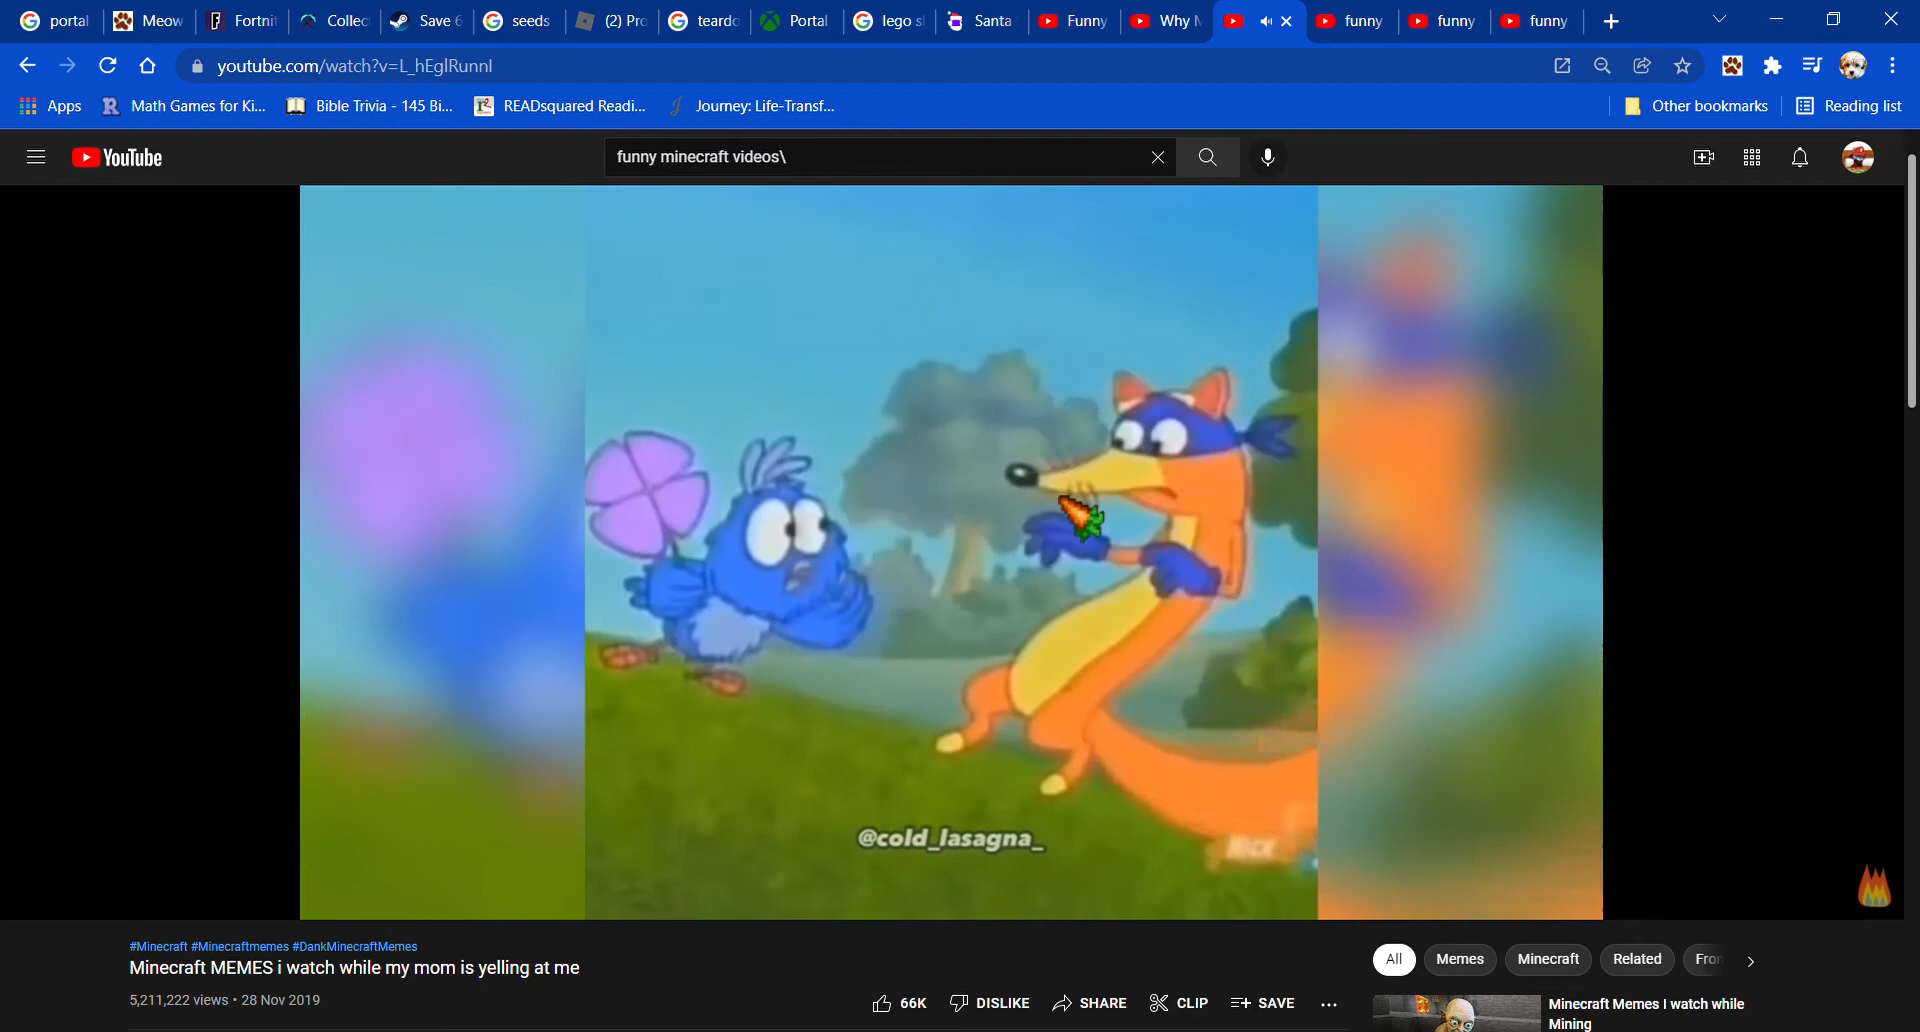 portal
Meow
Fortni
Collec
Save 6
seeds
(2) Pro
teardo
Portal
lego s
Santa
Funny
Why M
funny
funny
funny
youtube.com/watch?v=L_hEglRunnI
Apps
Math Games for Ki...
Bible Trivia - 145 Bi...
READsquared Readi...
Journey: Life-Transf...
Other bookmarks
Reading list
YouTube
funny minecraft videos\
@cold_lasagna_
nick
#Minecraft #Minecraftmemes #DankMinecraftMemes
Minecraft MEMES i watch while my mom is yelling at me
5,211,222 views • 28 Nov 2019
66K
DISLIKE
SHARE
CLIP
SAVE
All
Memes
Minecraft
Related
From
Minecraft Memes I watch while
Mining